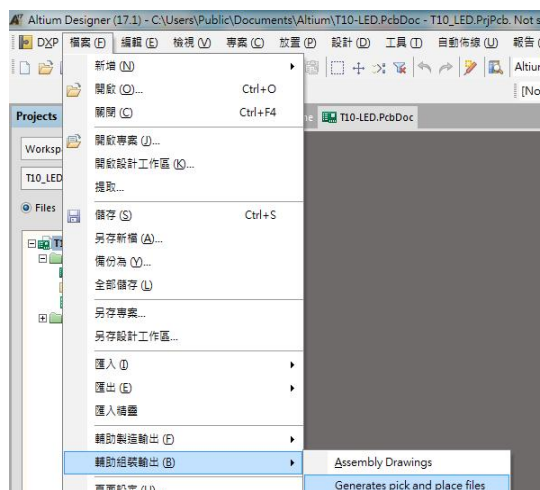 Altium Designer (17.1) - C:\Users\Public\Documents\Altium\T10-LED.PcbDoc - T10_LED.PrjPcb. Not s
DXP 檔案 (F) 編輯 (E) 檢視 (V) 專案 (C) 放置 (P) 設計 (D) 工具 (T) 自動佈線 (U) 報告 (
Altiur
新增 (N)
[No
開啟 (O)... Ctrl+O
關閉 (C) Ctrl+F4
Projects
T10-LED.PcbDoc
開啟專案 (J)...
Worksp
開啟設計工作區 (K)...
T10_LED
提取...
Files
儲存 (S) Ctrl+S
另存新檔 (A)...
備份為 (Y)...
全部儲存 (L)
另存專案...
另存設計工作區...
匯入 (I)
匯出 (E)
匯入精靈
輔助製造輸出 (F)
輔助組裝輸出 (B)
Assembly Drawings
Generates pick and place files
頁面設定 (U)...